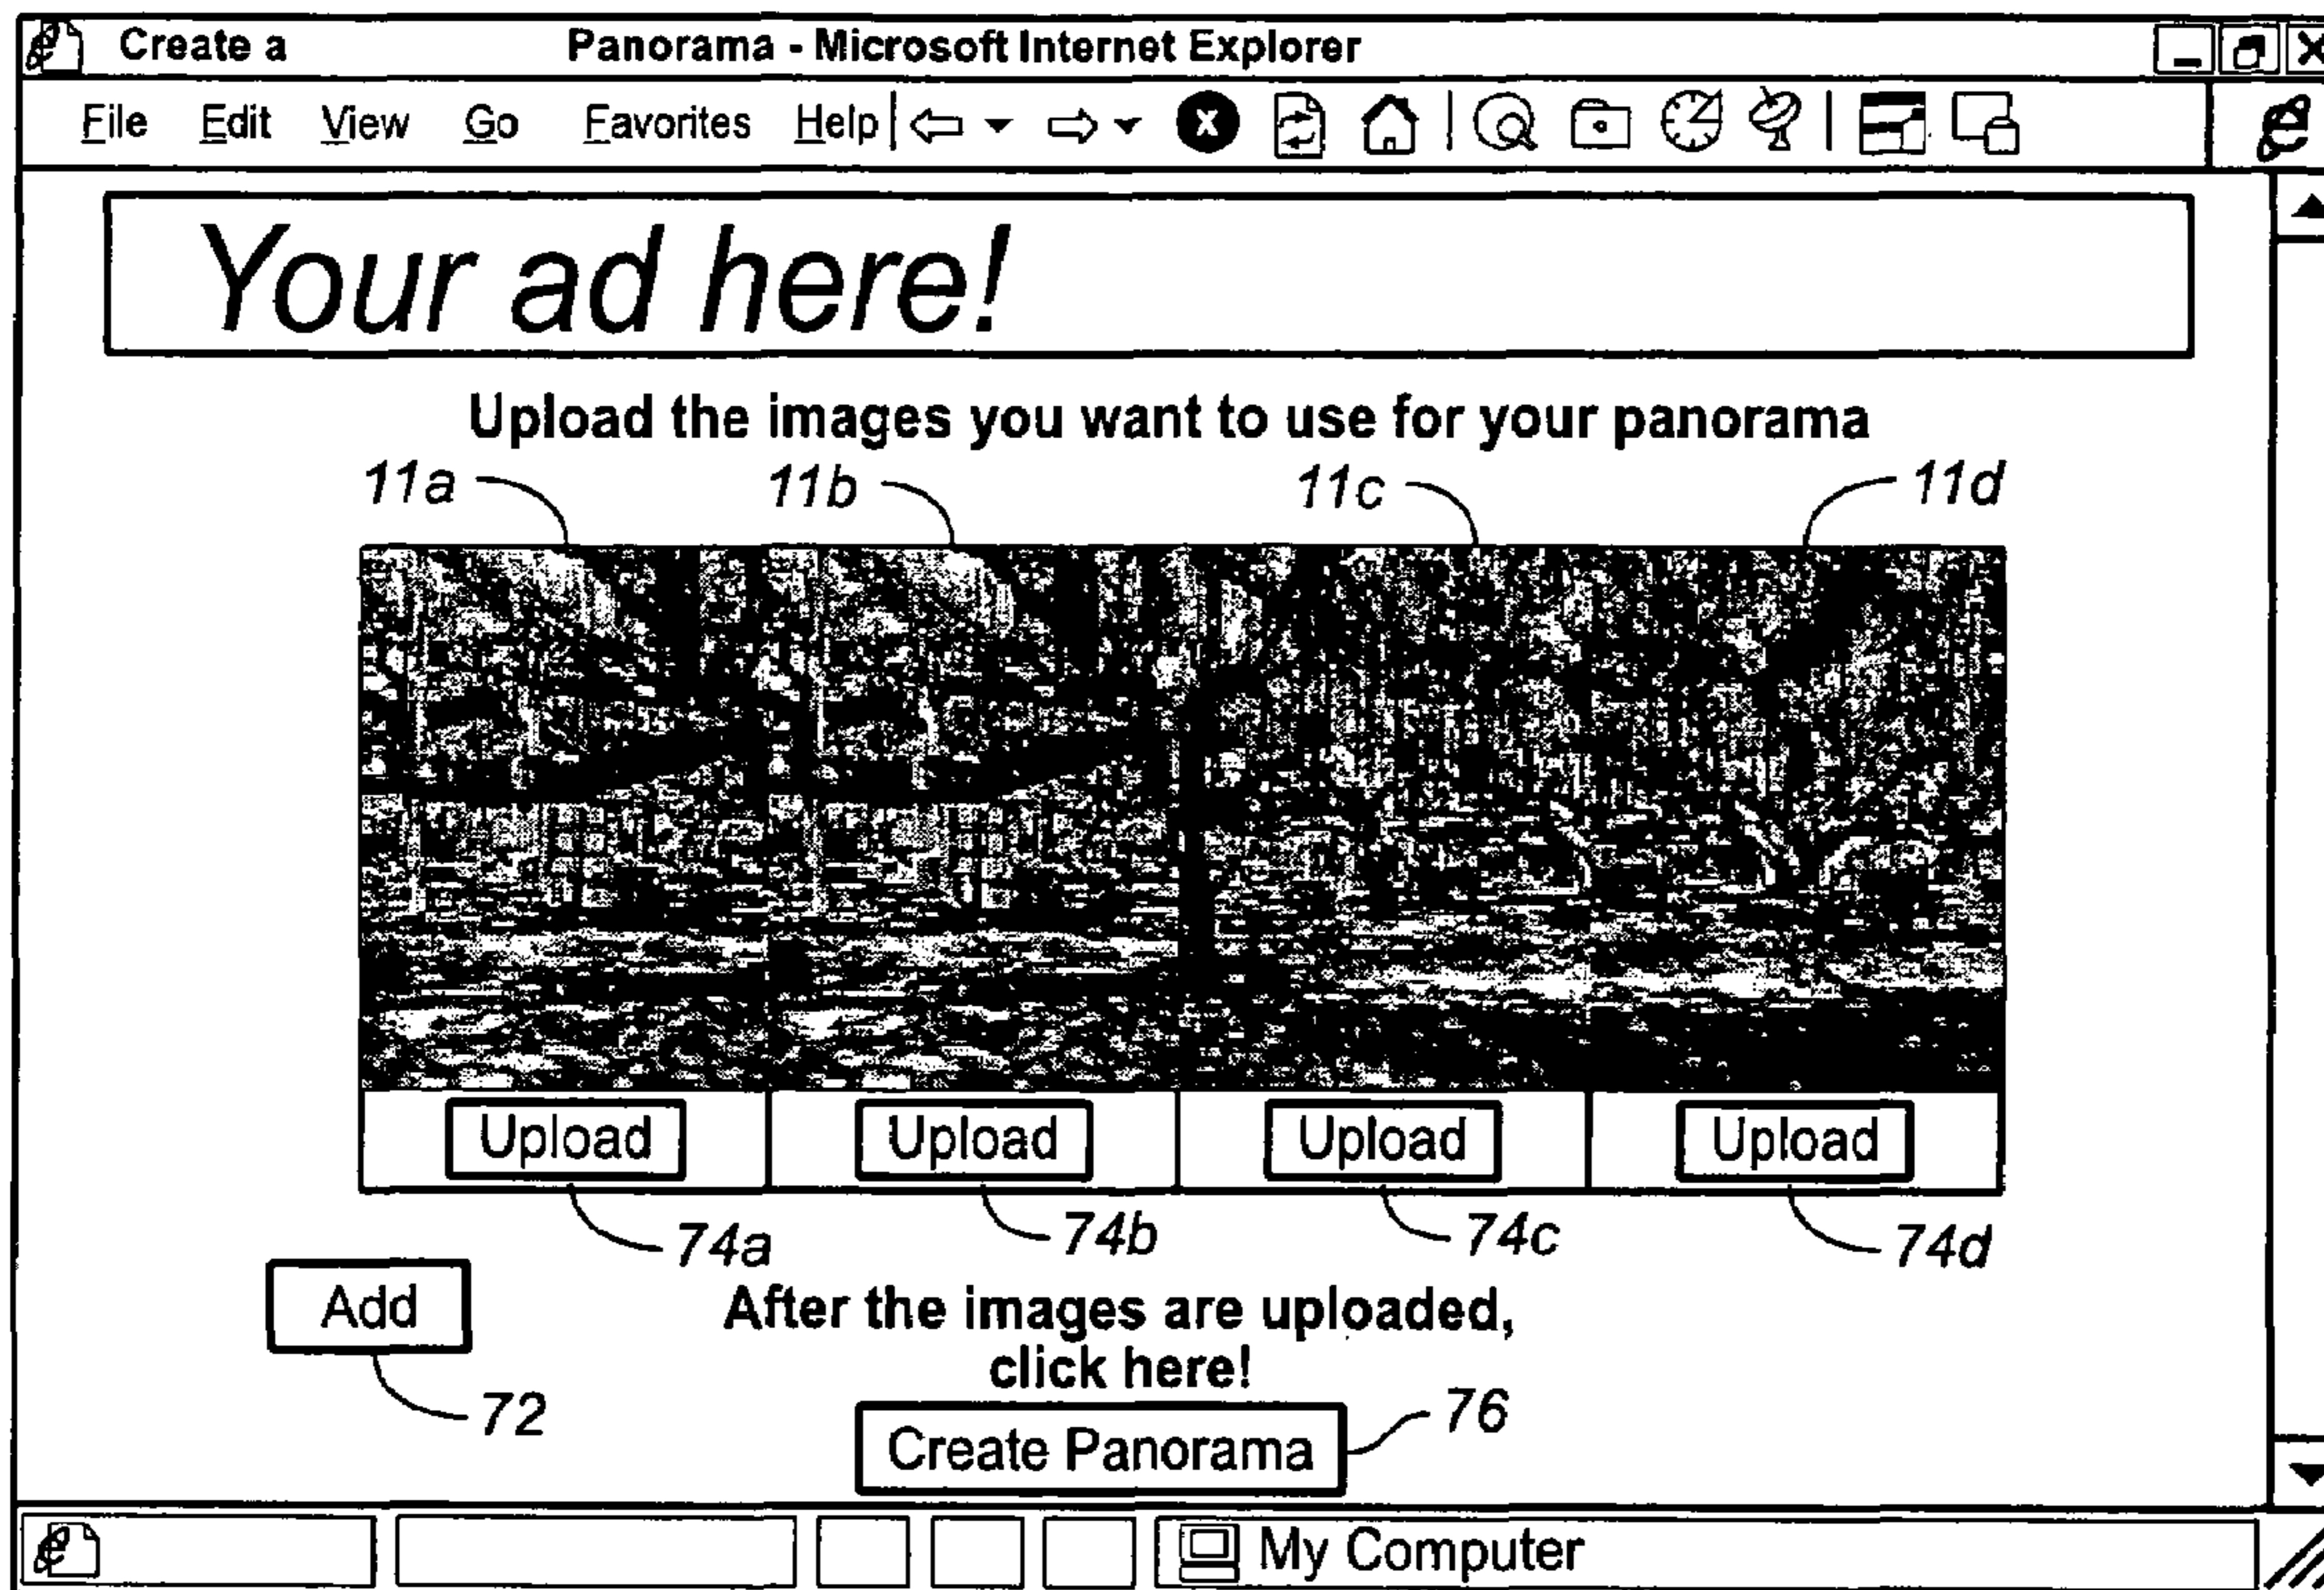 Create a Panorama - Microsoft Internet Explorer
File Edit View Go Favorites Help
Your ad here!
Upload the images you want to use for your panorama
11a 11b 11c 11d
Upload Upload Upload Upload
74a 74b 74c 74d
Add
After the images are uploaded,
click here!
72
76
Create Panorama
My Computer